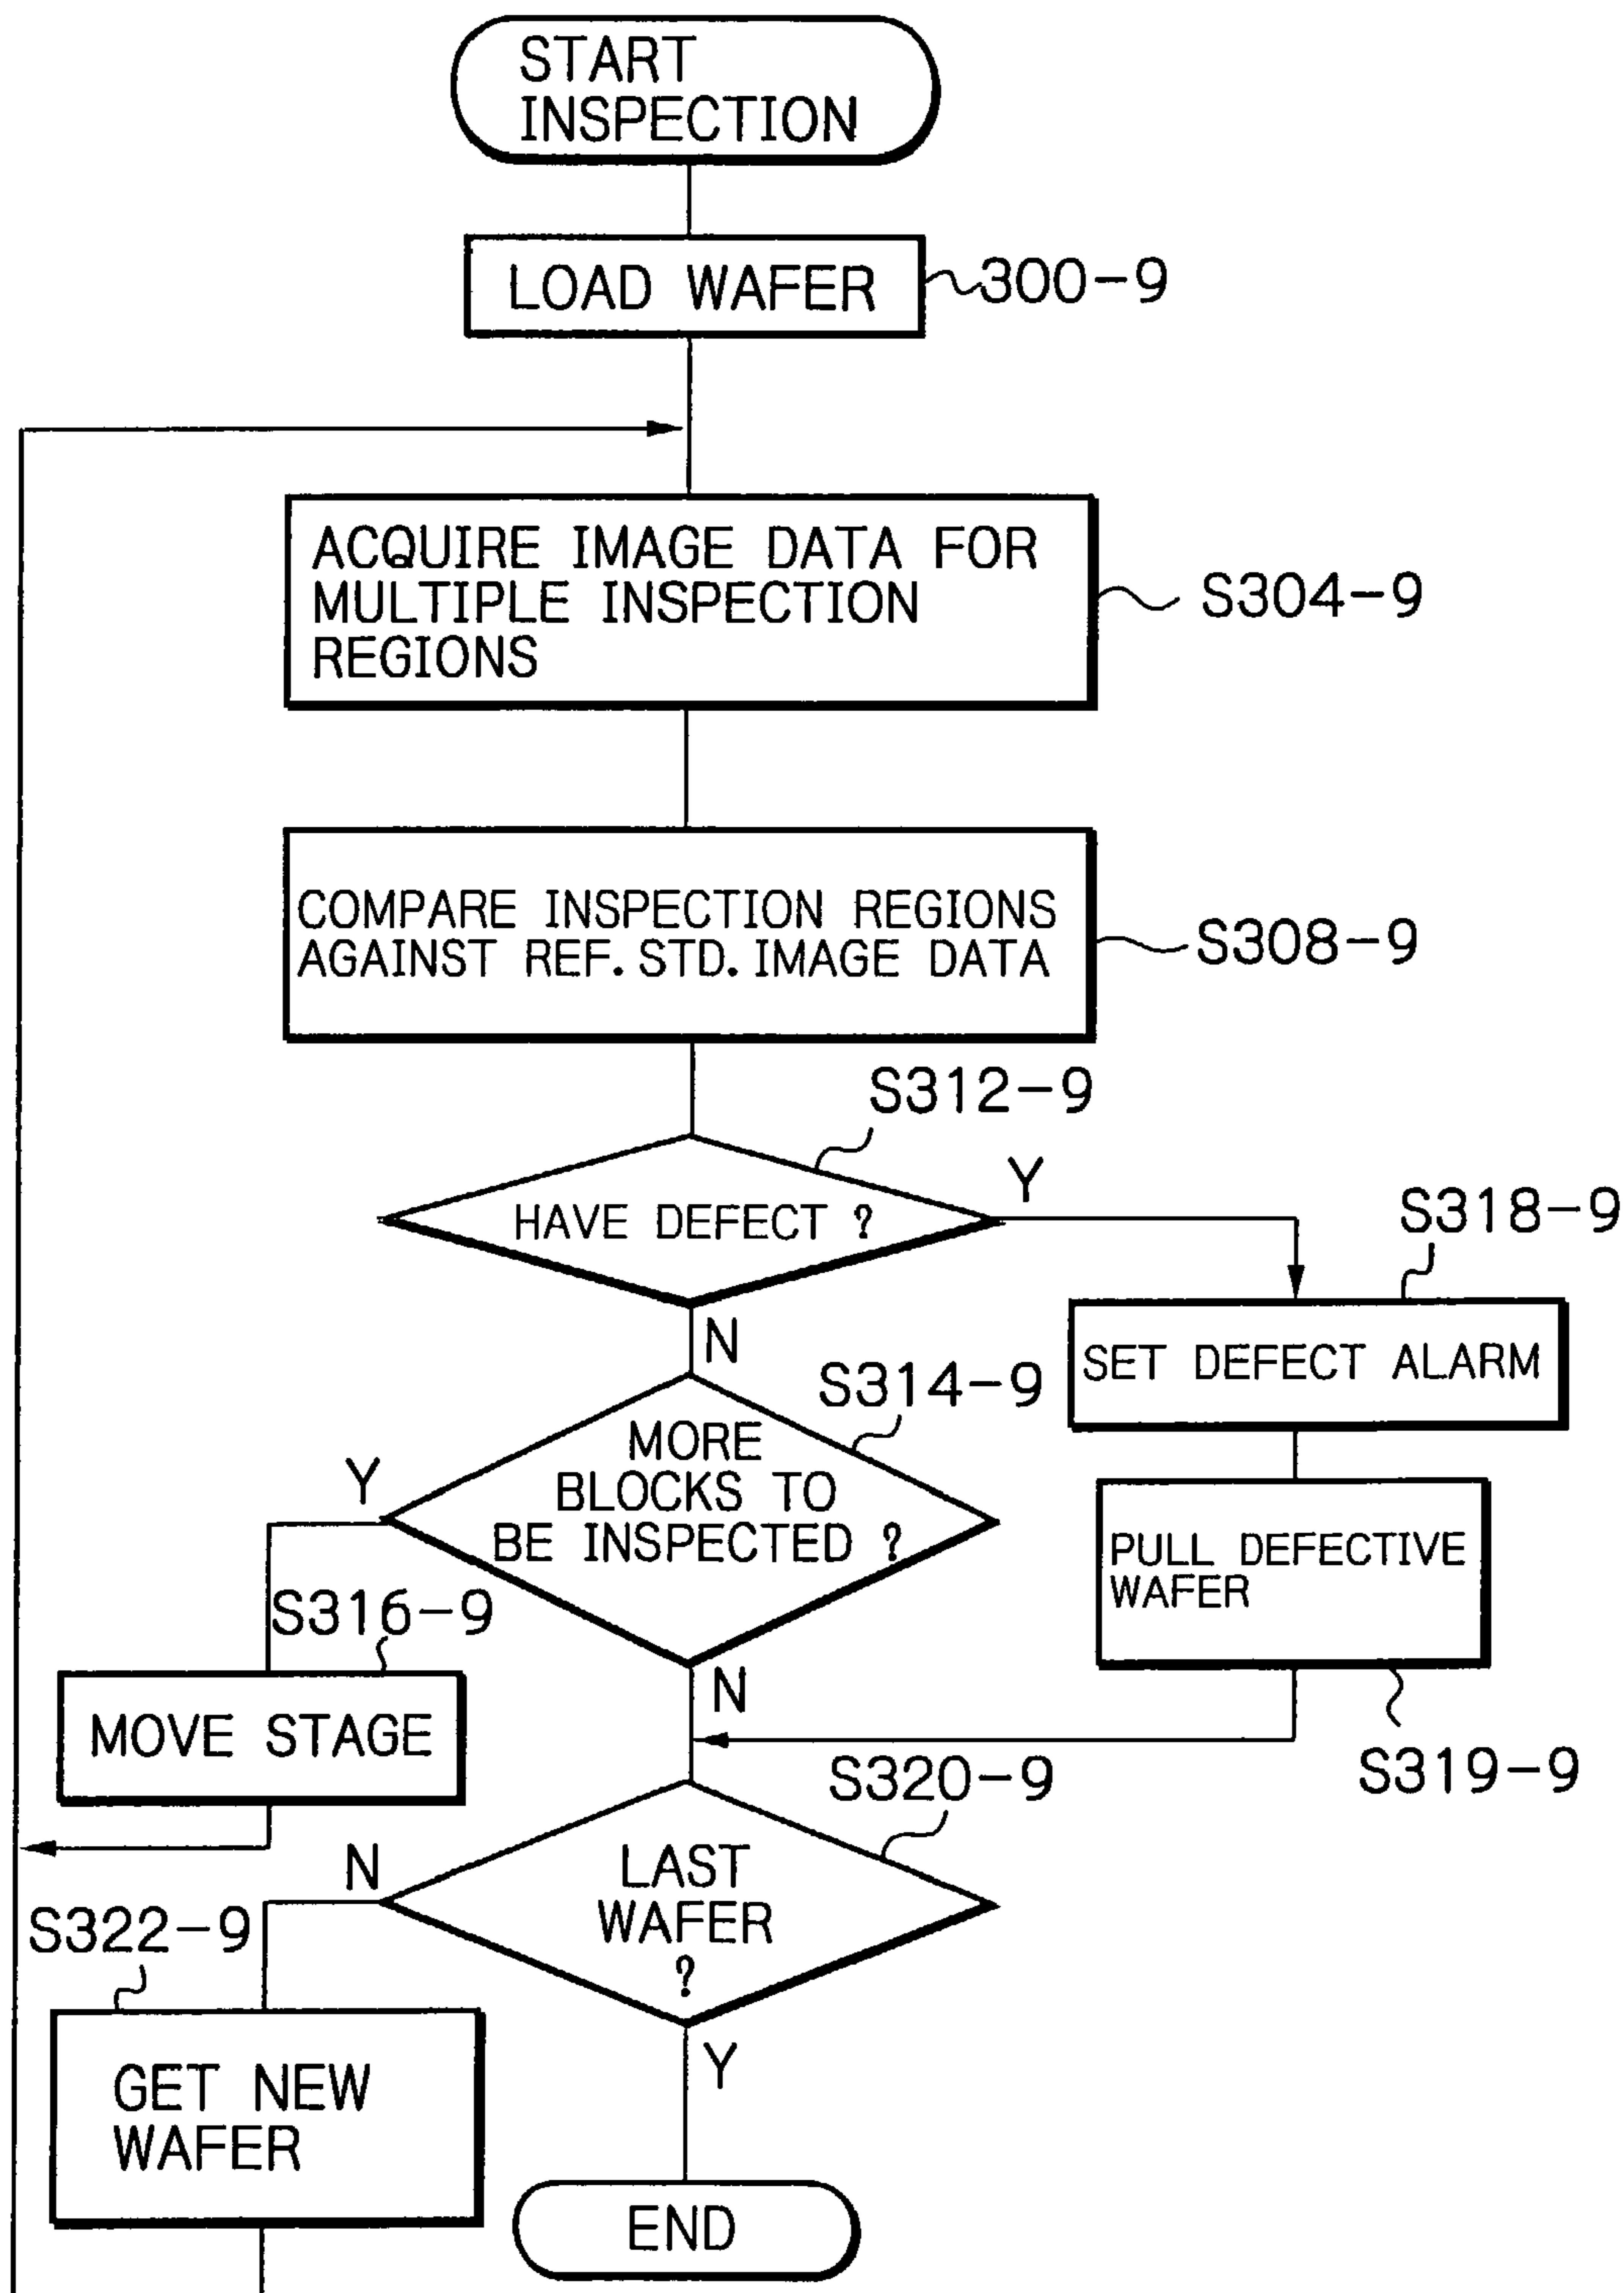 START
INSPECTION
LOAD WAFER
300-9
ACQUIRE IMAGE DATA FOR
MULTIPLE INSPECTION
REGIONS
S304-9
COMPARE INSPECTION REGIONS
AGAINST REF. STD. IMAGE DATA
S308-9
S312-9
HAVE DEFECT ?
Y
S318-9
SET DEFECT ALARM
N
S314-9
MORE
BLOCKS TO
BE INSPECTED ?
Y
PULL DEFECTIVE
WAFER
S316-9
MOVE STAGE
N
S319-9
S320-9
LAST
WAFER
?
N
S322-9
GET NEW
WAFER
Y
END